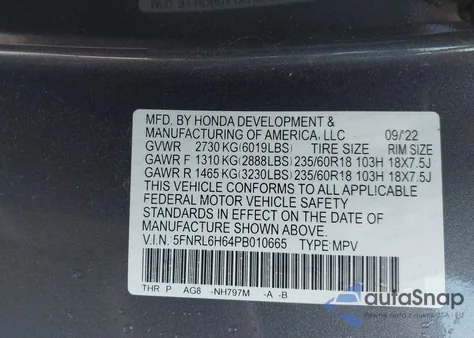 MFD. BY HONDA DEVELOPMENT &
MANUFACTURING OF AMERICA, LLC 09/22
GVWR 2730 KG(6019LBS) TIRE SIZE RIM SIZE
GAWR F 1310 KG(2888LBS) 235/60R18 103H 18X7.5J
GAWR R 1465 KG(3230LBS) 235/60R18 103H 18X7.5J
THIS VEHICLE CONFORMS TO ALL APPLICABLE
FEDERAL MOTOR VEHICLE SAFETY
STANDARDS IN EFFECT ON THE DATE OF
MANUFACTURE SHOWN ABOVE.
V.I.N. 5FNRL6H64PB010665 TYPE:MPV
THR P AG8 -NH797M -A -B
autaSnap